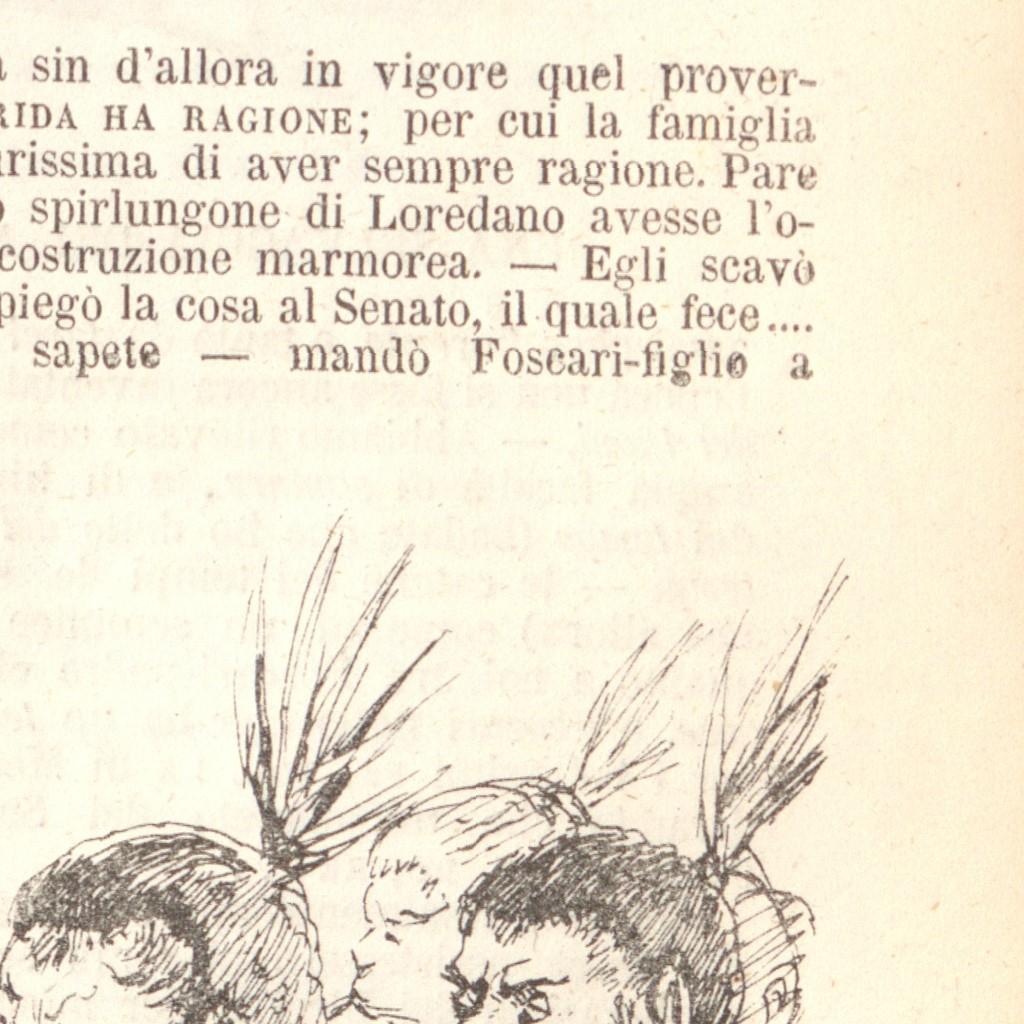 sin d'allora in vigore quel prover-
RIDA HA RAGIONE; per cui la famiglia
rissima di aver sempre ragione. Pare
spirlungone di Loredano avesse l'o-
costruzione marmorea. — Egli scavò
piegò la cosa al Senato, il quale fece....
sapete — mandò Foscari-figlio a